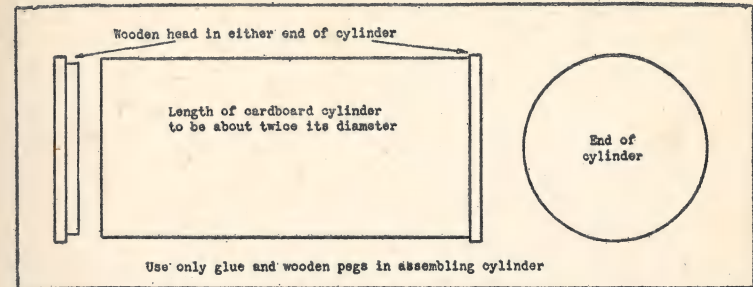 Wooden head in either end of cylinder
Length of cardboard cylinder
to be about twice its diameter
End of
cylinder
Use only glue and wooden pegs in assembling cylinder